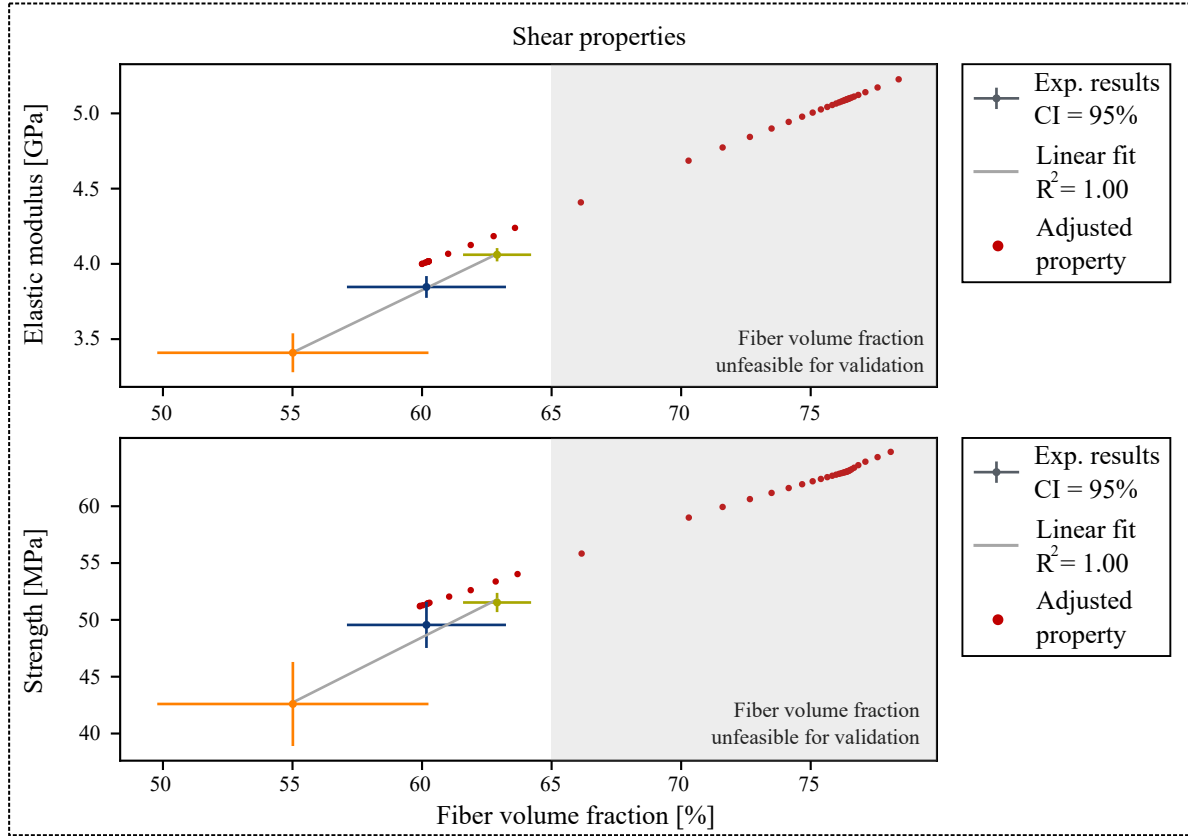 Shear properties
Elastic modulus [GPa]
5.0
4.5
4.0
3.5
Fiber volume fraction
unfeasible for validation
50
55
60
65
70
75
Exp. results
CI = 95%
Linear fit
R²= 1.00
Adjusted
property
Strength [MPa]
60
55
50
45
40
Fiber volume fraction
unfeasible for validation
50
55
60
65
70
75
Fiber volume fraction [%]
Exp. results
CI = 95%
Linear fit
R²= 1.00
Adjusted
property